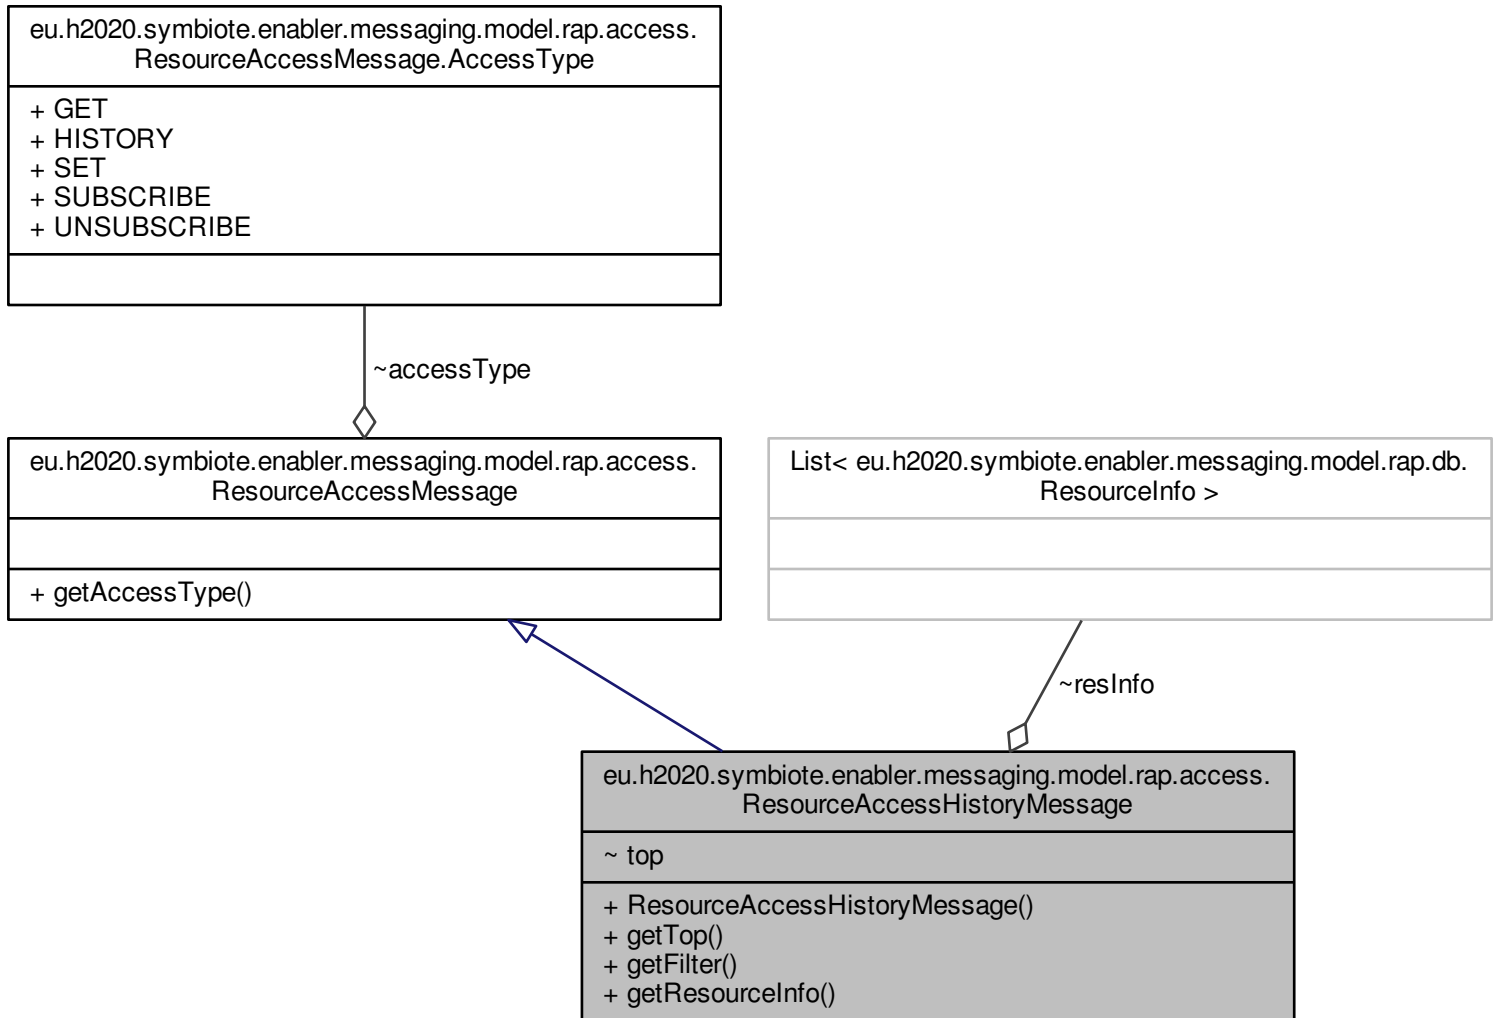 eu.h2020.symbiote.enabler.messaging.model.rap.access.
ResourceAccessMessage.AccessType
+ GET
+ HISTORY
+ SET
+ SUBSCRIBE
+ UNSUBSCRIBE
~accessType
eu.h2020.symbiote.enabler.messaging.model.rap.access.
ResourceAccessMessage
+ getAccessType()
List< eu.h2020.symbiote.enabler.messaging.model.rap.db.
ResourceInfo >
~resInfo
eu.h2020.symbiote.enabler.messaging.model.rap.access.
ResourceAccessHistoryMessage
~ top
+ ResourceAccessHistoryMessage()
+ getTop()
+ getFilter()
+ getResourceInfo()